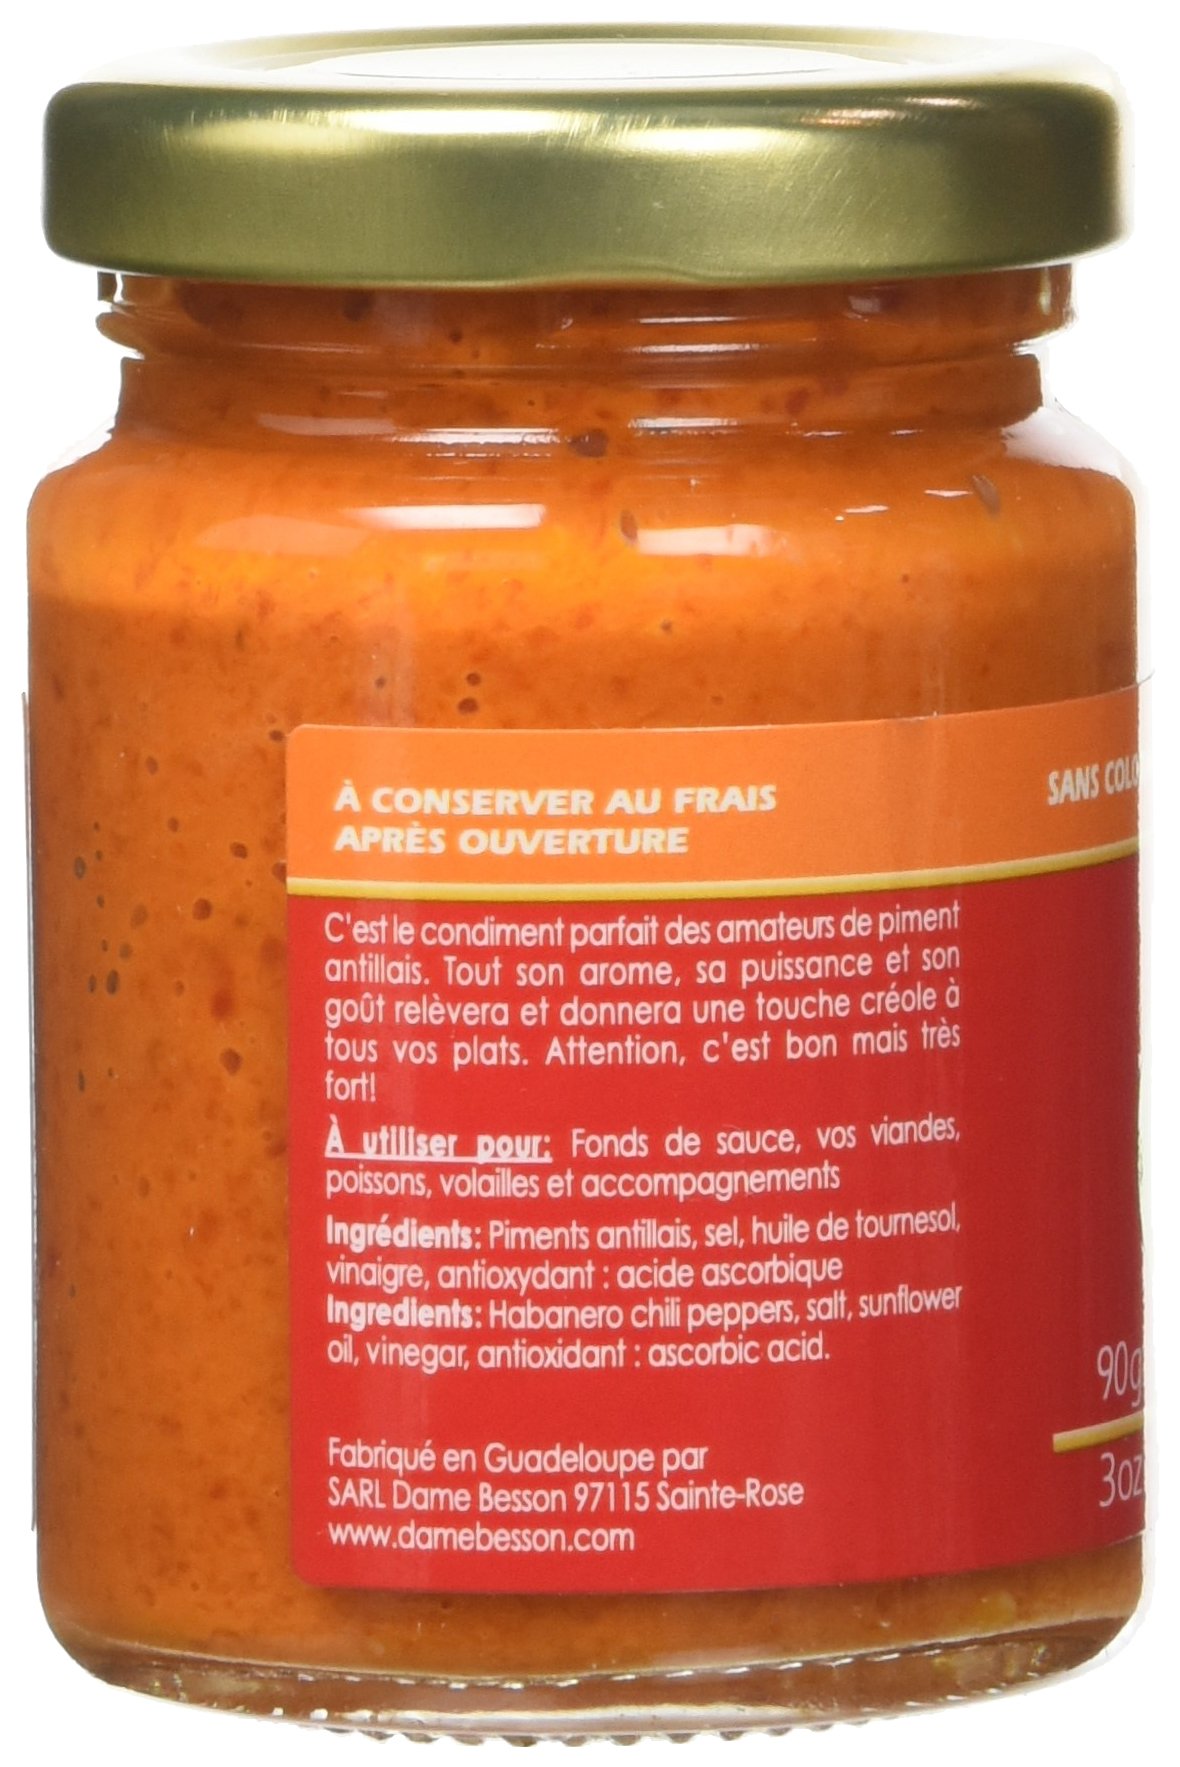 À CONSERVER AU FRAIS
APRÈS OUVERTURE
SANS
C'est le condiment parfait des amateurs de piment
antillais. Tout son arome, sa puissance et son
goût relèvera et donnera une touche créole à
tous vos plats. Attention, c'est bon mais très
fort!
À utiliser pour: Fonds de sauce, vos viandes,
poissons, volailles et accompagnements
Ingrédients: Piments antillais, sel, huile de tournesol,
vinaigre, antioxydant : acide ascorbique
Ingredients: Habanero chili peppers, salt, sunflower
oil, vinegar, antioxidant : ascorbic acid.
Fabriqué en Guadeloupe par
SARL Dame Besson 97115 Sainte-Rose
www.damebesson.com
90g
3oz